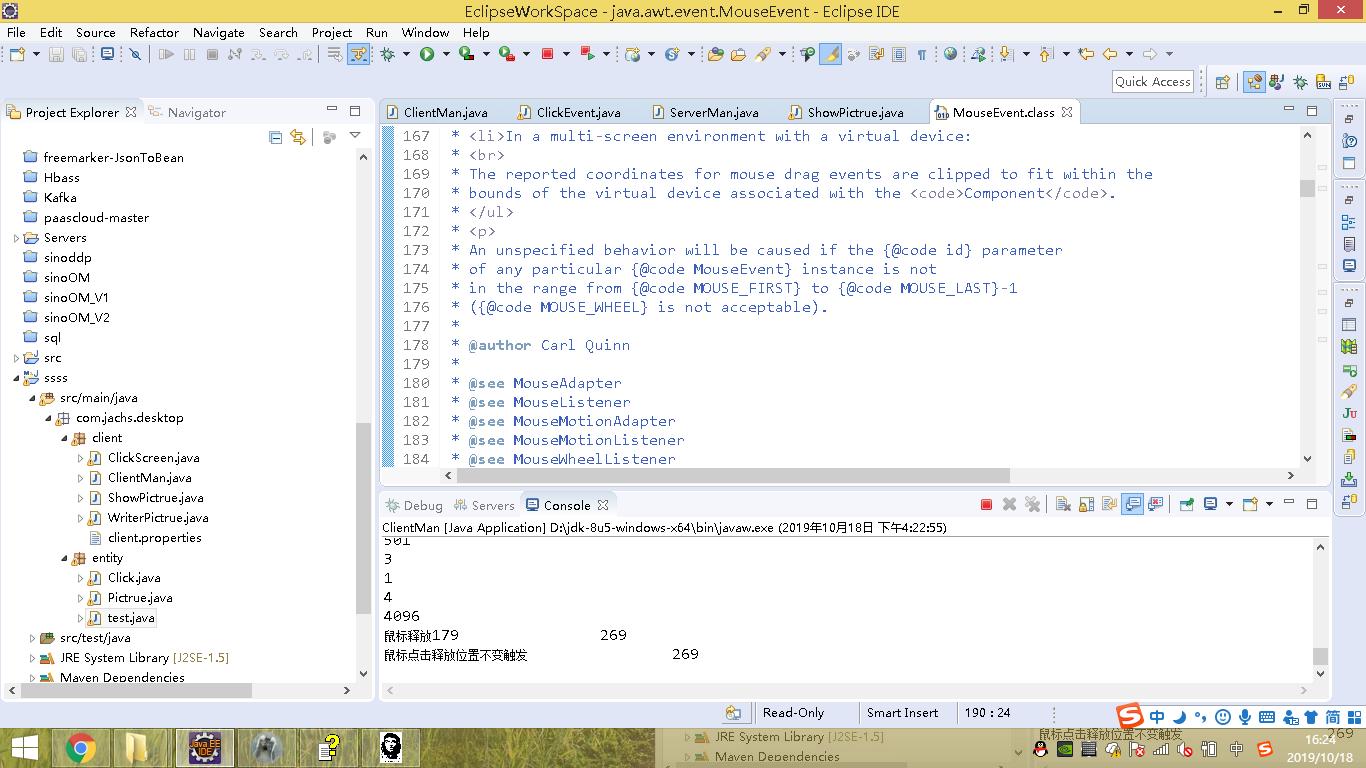 EclipseWorkSpace - java.awt.event.MouseEvent - Eclipse IDE
File Edit Source Refactor Navigate Search Project Run Window Help
Quick Access
Project Explorer Navigator
freemarker-JsonToBean
Hbass
Kafka
paascloud-master
Servers
sinoddp
sinoOM
sinoOM_V1
sinoOM_V2
sql
src
ssss
src/main/java
com.jachs.desktop
client
ClickScreen.java
ClientMan.java
ShowPictrue.java
WriterPictrue.java
client.properties
entity
Click.java
Pictrue.java
test.java
src/test/java
JRE System Library [J2SE-1.5]
Maven Dependencies
ClientMan.java ClickEvent.java ServerMan.java ShowPictrue.java MouseEvent.class
167 * <li>In a multi-screen environment with a virtual device:
168 * <br>
169 * The reported coordinates for mouse drag events are clipped to fit within the
170 * bounds of the virtual device associated with the <code>Component</code>.
171 * </ul>
172 * <p>
173 * An unspecified behavior will be caused if the {@code id} parameter
174 * of any particular {@code MouseEvent} instance is not
175 * in the range from {@code MOUSE_FIRST} to {@code MOUSE_LAST}-1
176 * ({@code MOUSE_WHEEL} is not acceptable).
177 *
178 * @author Carl Quinn
179 *
180 * @see MouseAdapter
181 * @see MouseListener
182 * @see MouseMotionAdapter
183 * @see MouseMotionListener
184 * @see MouseWheelListener
Debug Servers Console
ClientMan [Java Application] D:\jdk-8u5-windows-x64\bin\javaw.exe (2019年10月18日 下午4:22:55)
501
3
1
4
4096
鼠标释放179 269
鼠标点击释放位置不变触发 269
Read-Only Smart Insert 190 : 24
中 简
JRE System Library [J2SE-1.5]
Maven Dependencies
鼠标点击释放位置不变触发 269
Java EE
IDE
中
16:24
2019/10/18